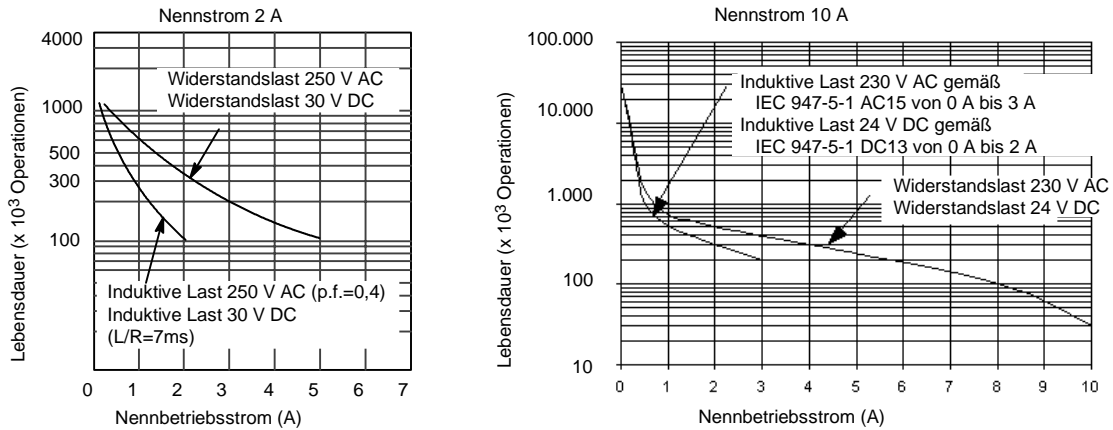 Nennstrom 2 A
4000
1000
500
300
100
Lebensdauer (x 10³ Operationen)
Widerstandslast 250 V AC
Widerstandslast 30 V DC
Induktive Last 250 V AC (p.f.=0,4)
Induktive Last 30 V DC
(L/R=7ms)
0 1 2 3 4 5 6 7
Nennbetriebsstrom (A)
Nennstrom 10 A
100.000
10.000
1.000
100
10
Lebensdauer (x 10³ Operationen)
Induktive Last 230 V AC gemäß
IEC 947-5-1 AC15 von 0 A bis 3 A
Induktive Last 24 V DC gemäß
IEC 947-5-1 DC13 von 0 A bis 2 A
Widerstandslast 230 V AC
Widerstandslast 24 V DC
0 1 2 3 4 5 6 7 8 9 10
Nennbetriebsstrom (A)